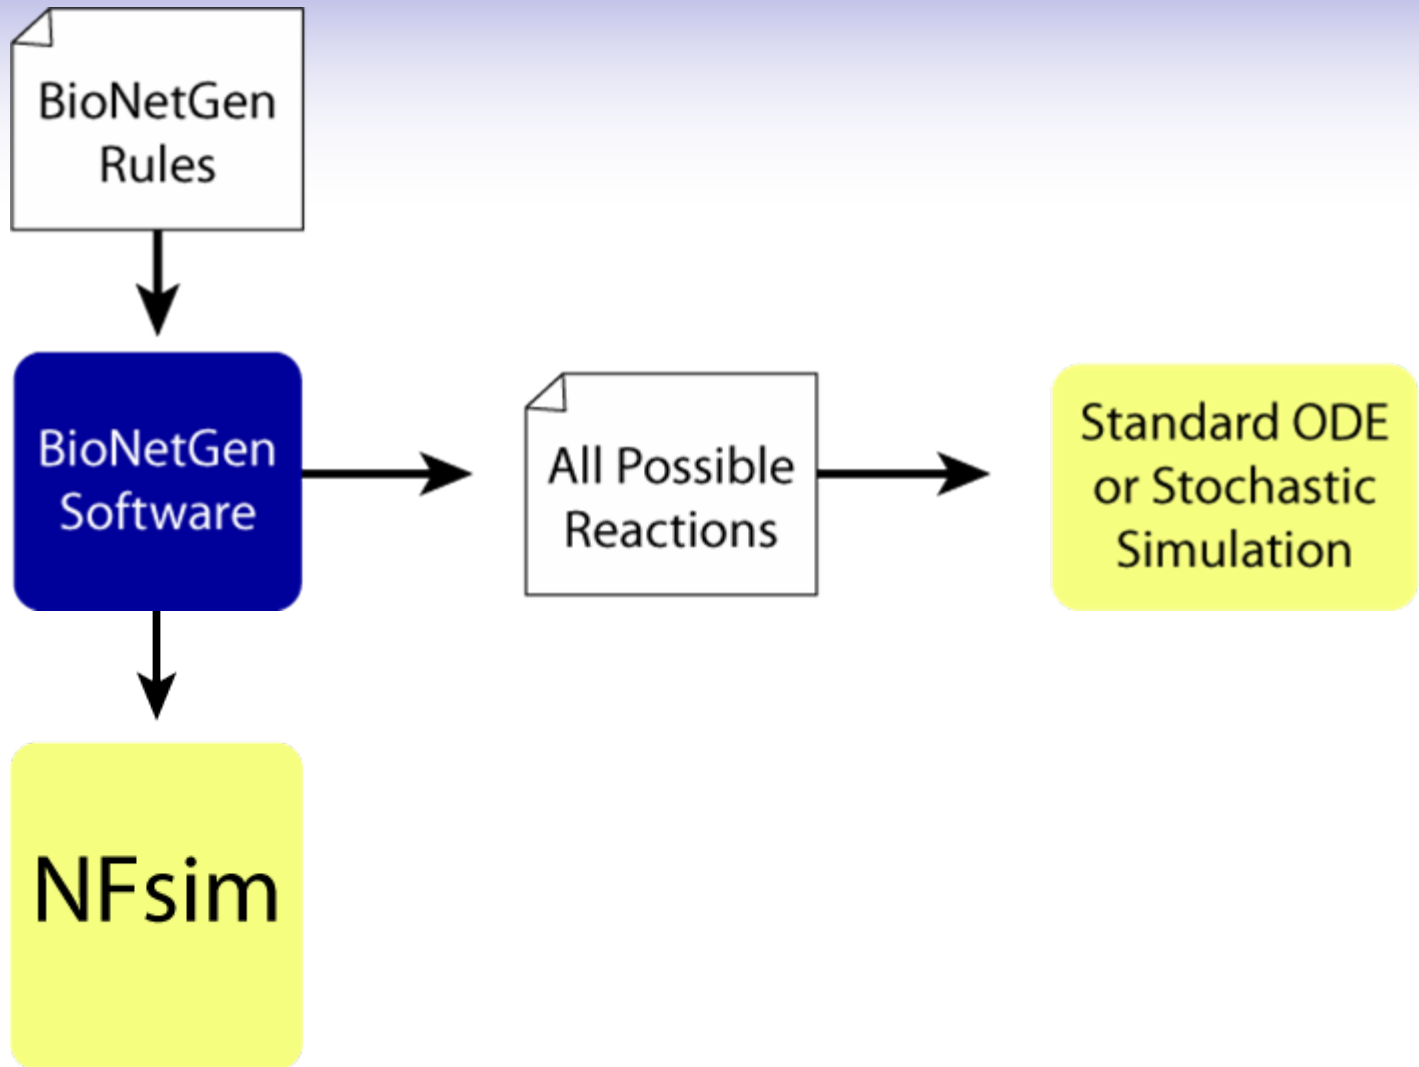 BioNetGen
Rules
BioNetGen
Software
All Possible
Reactions
Standard ODE
or Stochastic
Simulation
NFsim